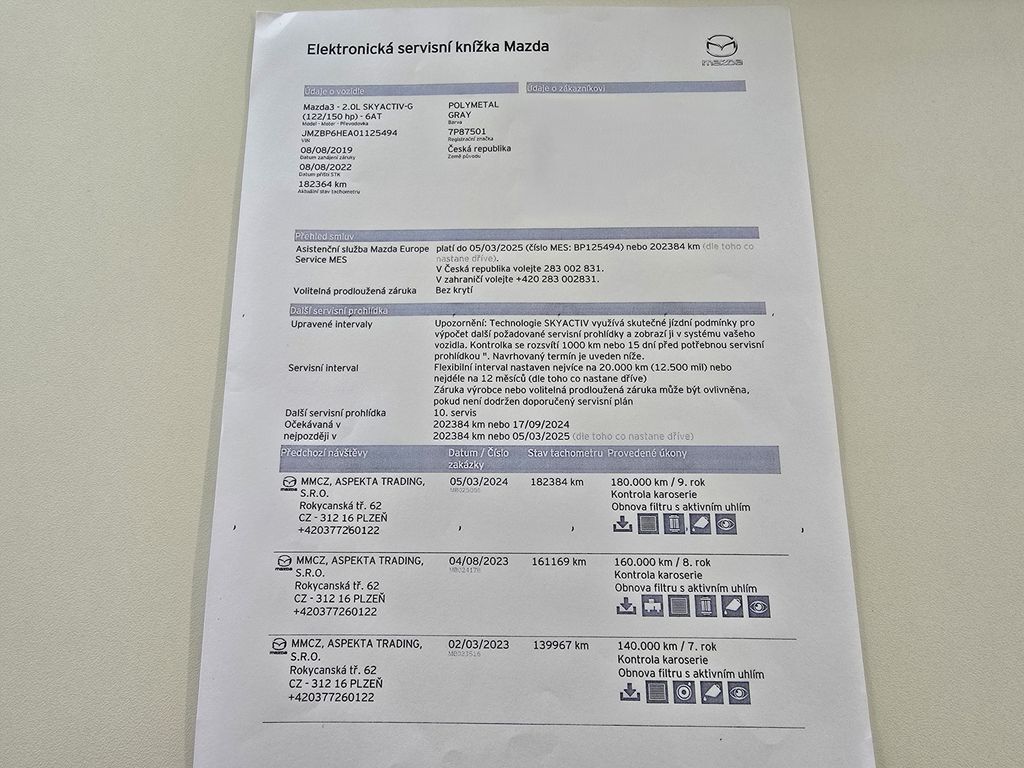 Elektronická servisní knížka Mazda
mazda
Údaje o vozidle
Údaje o zákazníkovi
Mazda3 - 2.0L SKYACTIV-G
(122/150 hp) - 6AT
Model - Motor - Převodovka
JMZBP6HEA01125494
VIN
08/08/2019
Datum zahájení záruky
08/08/2022
Datum příští STK
182364 km
Aktuální stav tachometru
POLYMETAL
GRAY
Barva
7P87501
Registrační značka
Česká republika
Země původu
Přehled smluv
Asistenční služba Mazda Europe
Service MES
platí do 05/03/2025 (číslo MES: BP125494) nebo 202384 km (dle toho co
nastane dříve).
V Česká republika volejte 283 002 831.
V zahraničí volejte +420 283 002831.
Volitelná prodloužená záruka Bez krytí
Další servisní prohlídka
Upravené intervaly
Upozornění: Technologie SKYACTIV využívá skutečné jízdní podmínky pro
výpočet další požadované servisní prohlídky a zobrazí ji v systému vašeho
vozidla. Kontrolka se rozsvítí 1000 km nebo 15 dní před potřebnou servisní
prohlídkou ". Navrhovaný termín je uveden níže.
Servisní interval
Flexibilní interval nastaven nejvíce na 20.000 km (12.500 mil) nebo
nejdéle na 12 měsíců (dle toho co nastane dříve)
Záruka výrobce nebo volitelná prodloužená záruka může být ovlivněna,
pokud není dodržen doporučený servisní plán
Další servisní prohlídka 10. servis
Očekávaná v 202384 km nebo 17/09/2024
nejpozději v 202384 km nebo 05/03/2025 (dle toho co nastane dříve)
Předchozí návštěvy Datum / Číslo zakázky Stav tachometru Provedené úkony
mazda
MMCZ, ASPEKTA TRADING,
S.R.O.
Rokycanská tř. 62
CZ - 312 16 PLZEŇ
+420377260122
05/03/2024
182384 km
180.000 km / 9. rok
Kontrola karoserie
Obnova filtru s aktivním uhlím
mazda
MMCZ, ASPEKTA TRADING,
S.R.O.
Rokycanská tř. 62
CZ - 312 16 PLZEŇ
+420377260122
04/08/2023
161169 km
160.000 km / 8. rok
Kontrola karoserie
Obnova filtru s aktivním uhlím
mazda
MMCZ, ASPEKTA TRADING,
S.R.O.
Rokycanská tř. 62
CZ - 312 16 PLZEŇ
+420377260122
02/03/2023
139967 km
140.000 km / 7. rok
Kontrola karoserie
Obnova filtru s aktivním uhlím